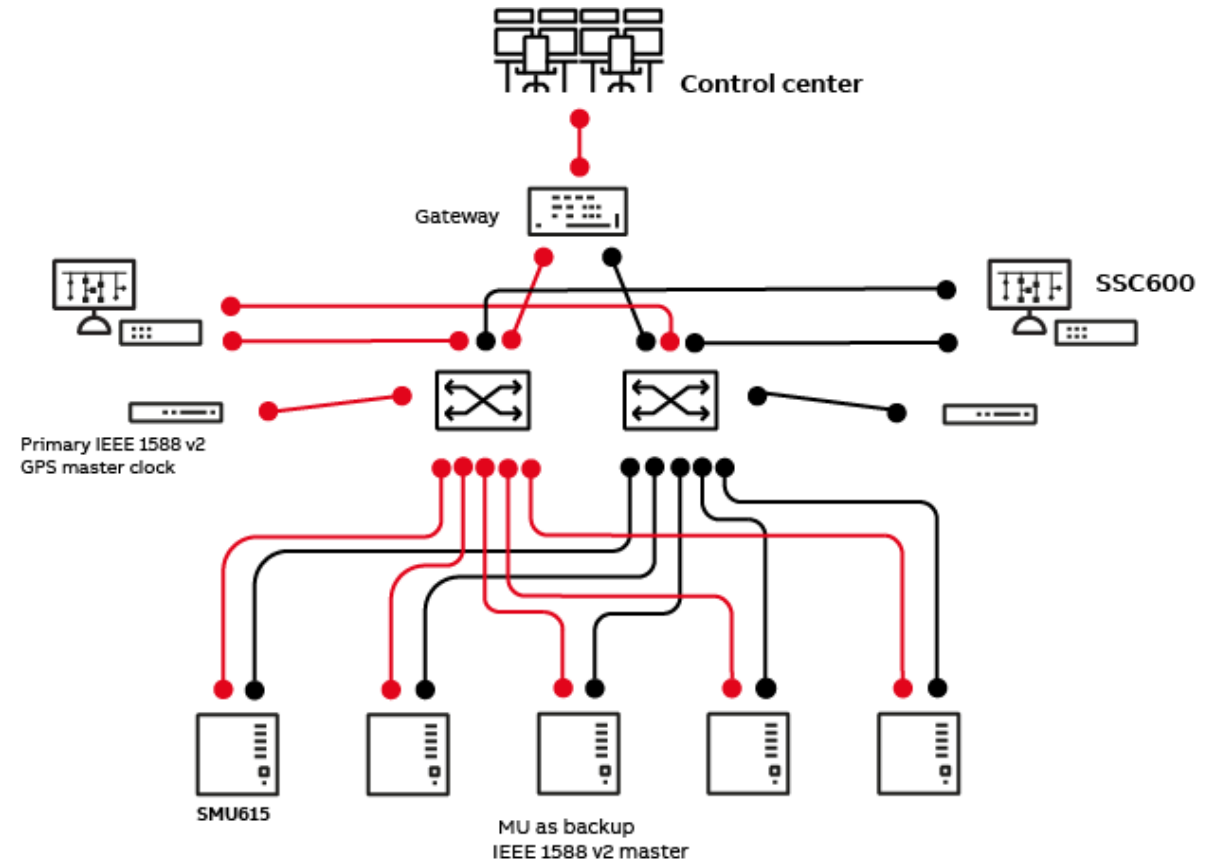 Control center
Gateway
SSC600
Primary IEEE 1588 v2
GPS master clock
SMU615
MU as backup
IEEE 1588 v2 master